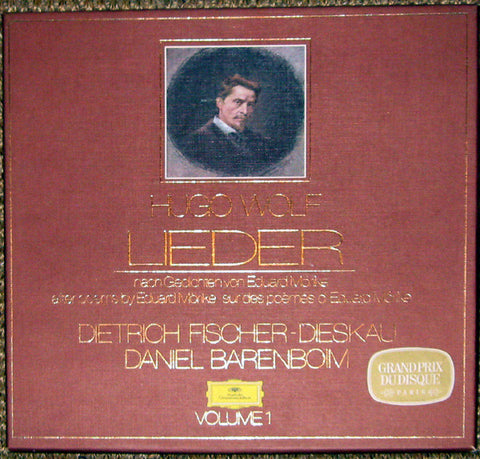 HUGO WOLF
LIEDER
nach Gedichten von Eduard Mörike
after poems by Eduard Mörike sur des poèmes d'Eduard Mörike
DIETRICH FISCHER-DIESKAU
DANIEL BARENBOIM
GRAND PRIX
DU DISQUE
PARIS
VOLUME 1